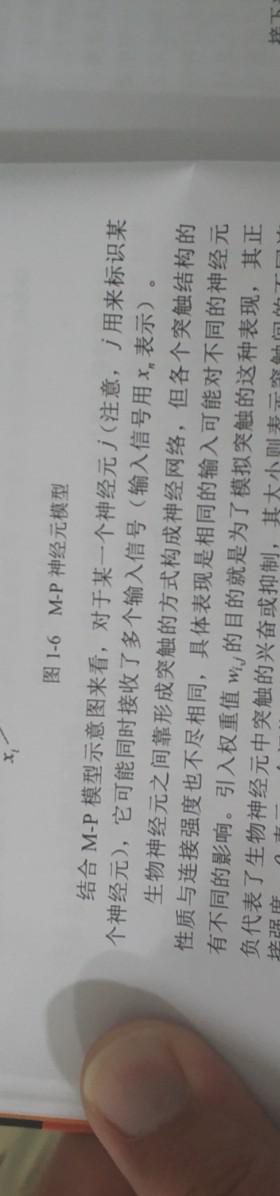 x_i
图 1-6 M-P 神经元模型
结合 M-P 模型示意图来看，对于某一个神经元 j（注意，j 用来标识某
个神经元），它可能同时接收了多个输入信号（输入信号用 x_n 表示）。
生物神经元之间靠形成突触的方式构成神经网络，但各个突触结构的
性质与连接强度也不尽相同，具体表现是相同的输入可能对不同的神经元
有不同的影响。引入权重值 w_ij 的目的就是为了模拟突触的这种表现，其正
负代表了生物神经元中突触的兴奋或抑制，其大小则表示突触间的不同连
接强度
接下